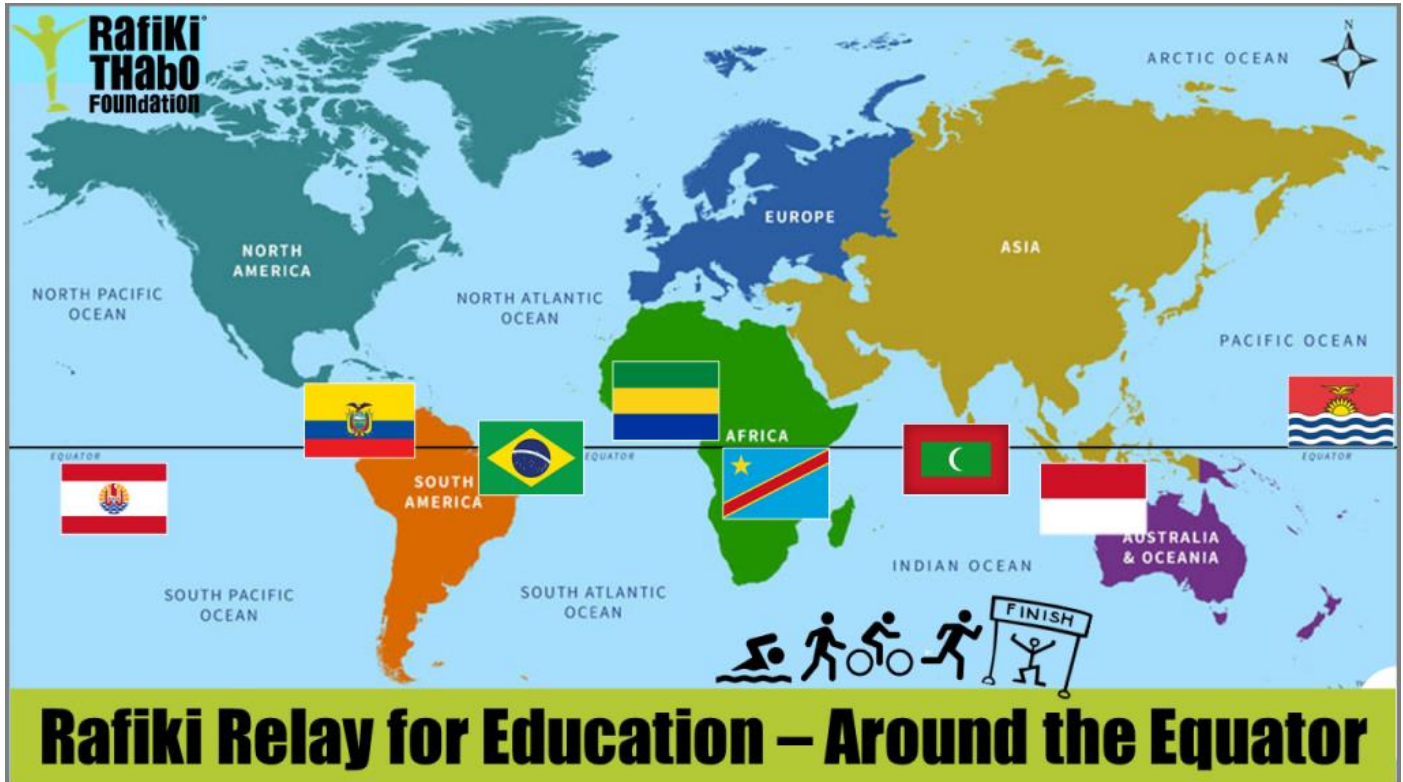 Rafiki
THabo
Foundation
N
ARCTIC OCEAN
EUROPE
NORTH
AMERICA
ASIA
NORTH PACIFIC
OCEAN
NORTH ATLANTIC
OCEAN
PACIFIC OCEAN
AFRICA
EQUATOR
EQUATOR
EQUATOR
SOUTH
AMERICA
AUSTRALIA
& OCEANIA
INDIAN OCEAN
SOUTH PACIFIC
OCEAN
SOUTH ATLANTIC
OCEAN
FINISH
Rafiki Relay for Education – Around the Equator